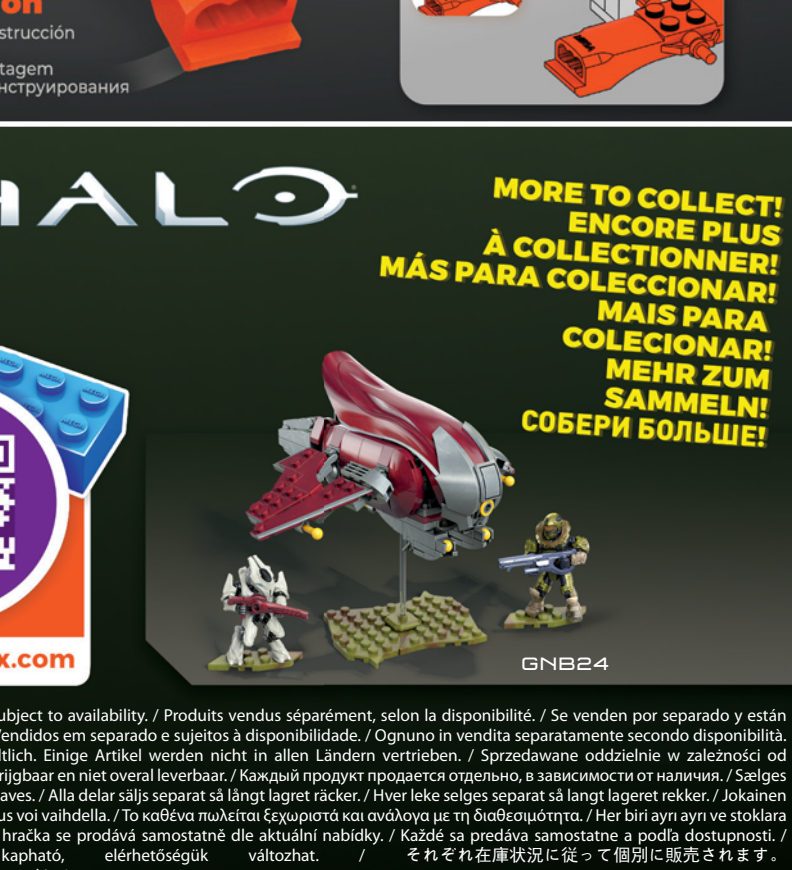 on
strucción
tagem
нструирования
HALO
MORE TO COLLECT!
ENCORE PLUS
À COLLECTIONNER!
MÁS PARA COLECCIONAR!
MAIS PARA
COLECIONAR!
MEHR ZUM
SAMMELN!
СОБЕРИ БОЛЬШЕ!
x.com
GNB24
ubject to availability. / Produits vendus séparément, selon la disponibilité. / Se venden por separado y están
Vendidos em separado e sujeitos à disponibilidade. / Ognuno in vendita separatamente secondo disponibilità.
ltlich. Einige Artikel werden nicht in allen Ländern vertrieben. / Sprzedawane oddzielnie w zależności od
rijgbaar en niet overal leverbaar. / Каждый продукт продается отдельно, в зависимости от наличия. / Sælges
aves. / Alla delar säljs separat så långt lagret räcker. / Hver leke selges separat så langt lageret rekker. / Jokainen
us voi vaihdella. / Το καθένα πωλείται ξεχωριστά και ανάλογα με τη διαθεσιμότητα. / Her biri ayrı ayrı ve stoklara
hračka se prodává samostatně dle aktuální nabídky. / Každé sa predáva samostatne a podľa dostupnosti. /
kapható, elérhetőségük változhat. / それぞれ在庫状況に従って個別に販売されます。